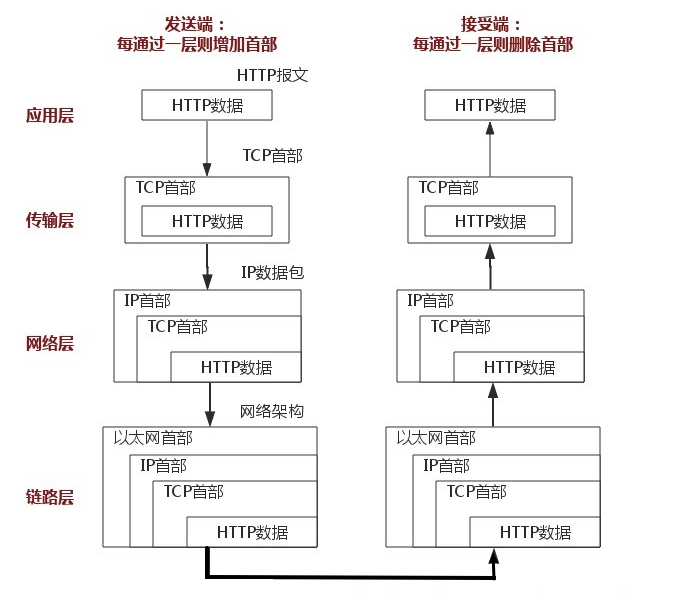 发送端：
每通过一层则增加首部
接受端：
每通过一层则删除首部
HTTP报文
应用层
HTTP数据
HTTP数据
TCP首部
TCP首部
TCP首部
传输层
HTTP数据
HTTP数据
IP数据包
IP首部
IP首部
TCP首部
TCP首部
网络层
HTTP数据
HTTP数据
网络架构
以太网首部
以太网首部
IP首部
IP首部
链路层
TCP首部
TCP首部
HTTP数据
HTTP数据